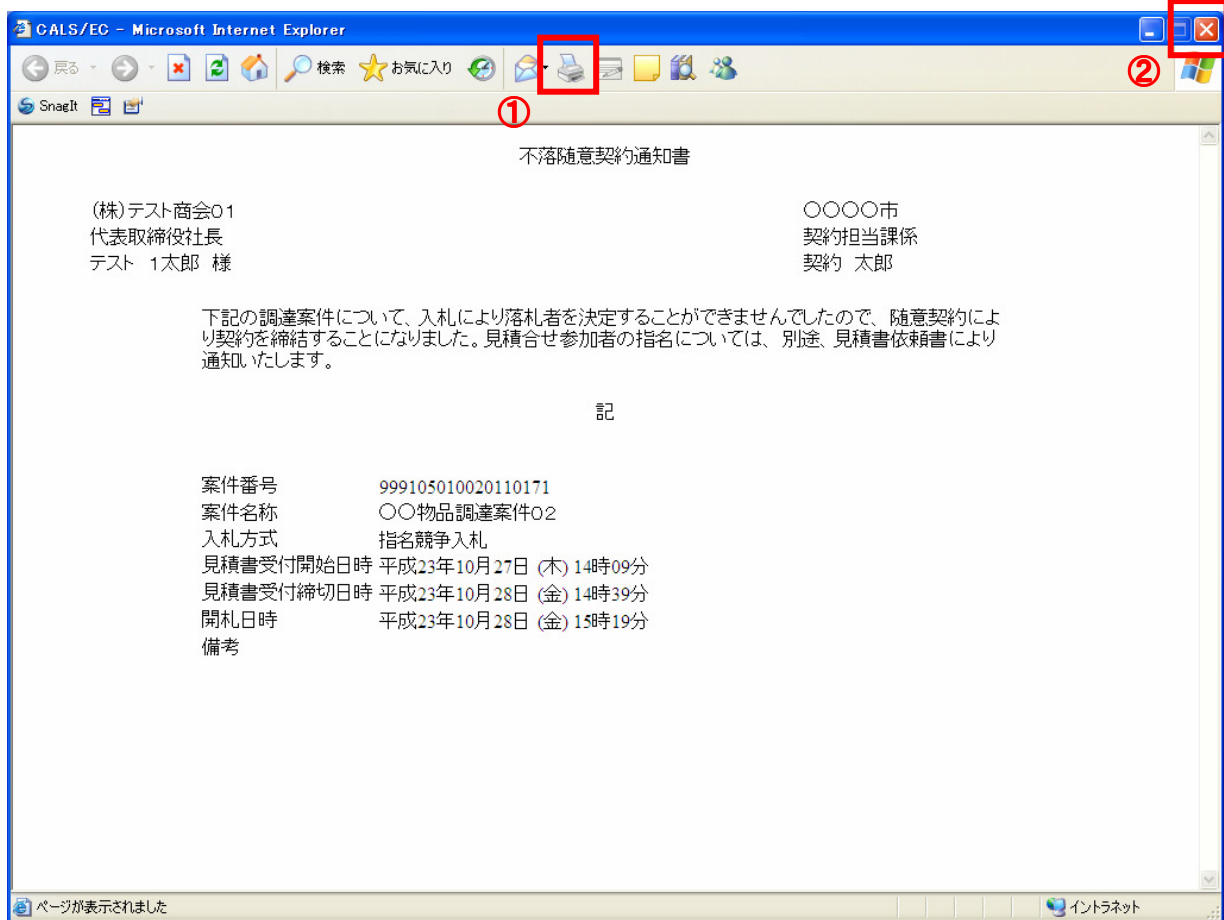 CALS/EC - Microsoft Internet Explorer
戻る 検索 お気に入り
②
SnagIt
①
不落随意契約通知書
(株)テスト商会01 ○○○○市
代表取締役社長 契約担当課係
テスト 1太郎 様 契約 太郎
下記の調達案件について、入札により落札者を決定することができませんでしたので、随意契約によ
り契約を締結することになりました。見積合せ参加者の指名については、別途、見積書依頼書により
通知いたします。
記
案件番号 999105010020110171
案件名称 ○○物品調達案件02
入札方式 指名競争入札
見積書受付開始日時 平成23年10月27日 (木) 14時09分
見積書受付締切日時 平成23年10月28日 (金) 14時39分
開札日時 平成23年10月28日 (金) 15時19分
備考
ページが表示されました イントラネット